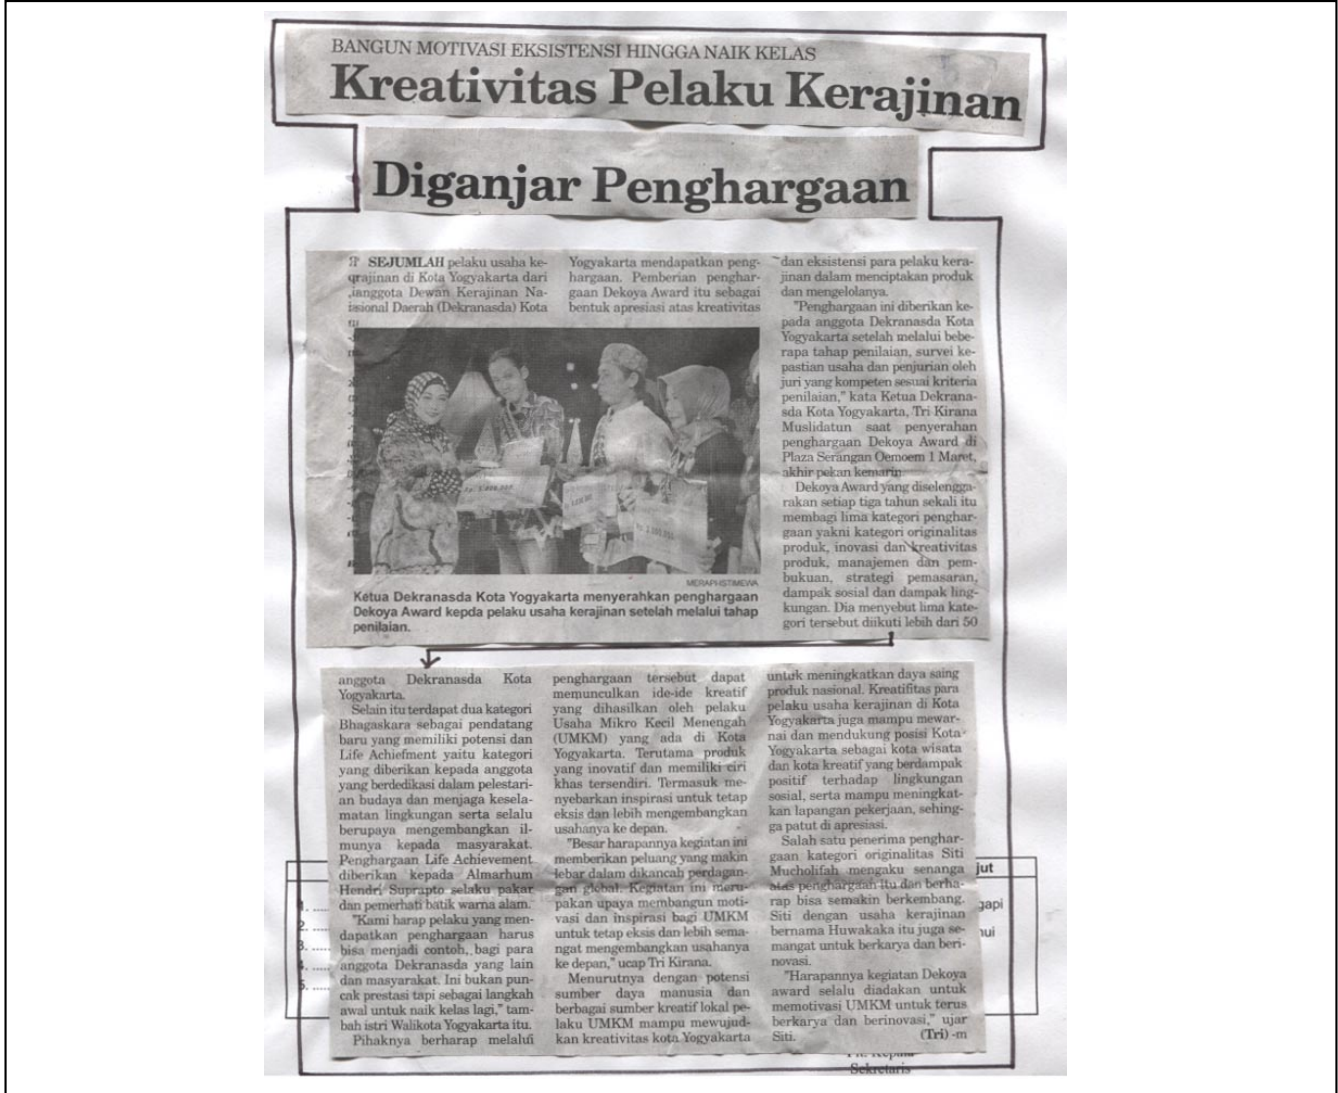 BANGUN MOTIVASI EKSISTENSI HINGGA NAIK KELAS
Kreativitas Pelaku Kerajinan
Diganjar Penghargaan
SEJUMLAH pelaku usaha ke-
rajinan di Kota Yogyakarta dari
anggota Dewan Kerajinan Na-
sional Daerah (Dekranasda) Kota
Yogyakarta mendapatkan peng-
hargaan. Pemberian penghar-
gaan Dekoya Award itu sebagai
bentuk apresiasi atas kreativitas
dan eksistensi para pelaku kera-
jinan dalam menciptakan produk
dan mengelolanya.
"Penghargaan ini diberikan ke-
pada anggota Dekranasda Kota
Yogyakarta setelah melalui bebe-
rapa tahap penilaian, survei ke-
pastian usaha dan penjurian oleh
juri yang kompeten sesuai kriteria
penilaian," kata Ketua Dekrana-
sda Kota Yogyakarta, Tri Kirana
Muslidatun saat penyerahan
penghargaan Dekoya Award di
Plaza Serangan Oemoem 1 Maret,
akhir pekan kemarin.
Dekoya Award yang diselengga-
rakan setiap tiga tahun sekali itu
membagi lima kategori penghar-
gaan yakni kategori originalitas
produk, inovasi dan kreativitas
produk, manajemen dan pem-
bukuan, strategi pemasaran,
dampak sosial dan dampak ling-
kungan. Dia menyebut lima kate-
gori tersebut diikuti lebih dari 50
MERAPI-ISTIMEWA
Ketua Dekranasda Kota Yogyakarta menyerahkan penghargaan
Dekoya Award kepda pelaku usaha kerajinan setelah melalui tahap
penilaian.
anggota Dekranasda Kota
Yogyakarta.
Selain itu terdapat dua kategori
Bhagaskara sebagai pendatang
baru yang memiliki potensi dan
Life Achiefment yaitu kategori
yang diberikan kepada anggota
yang berdedikasi dalam pelestari-
an budaya dan menjaga kesela-
matan lingkungan serta selalu
berupaya mengembangkan il-
munya kepada masyarakat.
Penghargaan Life Achievement
diberikan kepada Almarhum
Hendri Suprapto selaku pakar
dan pemerhati batik warna alam.
"Kami harap pelaku yang men-
dapatkan penghargaan harus
bisa menjadi contoh, bagi para
anggota Dekranasda yang lain
dan masyarakat. Ini bukan pun-
cak prestasi tapi sebagai langkah
awal untuk naik kelas lagi," tam-
bah istri Walikota Yogyakarta itu.
Pihaknya berharap melalui
penghargaan tersebut dapat
memunculkan ide-ide kreatif
yang dihasilkan oleh pelaku
Usaha Mikro Kecil Menengah
(UMKM) yang ada di Kota
Yogyakarta. Terutama produk
yang inovatif dan memiliki ciri
khas tersendiri. Termasuk me-
nyebarkan inspirasi untuk tetap
eksis dan lebih mengembangkan
usahanya ke depan.
"Besar harapannya kegiatan ini
memberikan peluang yang makin
lebar dalam dikancah perdagan-
gan global. Kegiatan ini meru-
pakan upaya membangun moti-
vasi dan inspirasi bagi UMKM
untuk tetap eksis dan lebih sema-
ngat mengembangkan usahanya
ke depan," ucap Tri Kirana.
Menurutnya dengan potensi
sumber daya manusia dan
berbagai sumber kreatif lokal pe-
laku UMKM mampu mewujud-
kan kreativitas kota Yogyakarta
untuk meningkatkan daya saing
produk nasional. Kreatifitas para
pelaku usaha kerajinan di Kota
Yogyakarta juga mampu mewar-
nai dan mendukung posisi Kota
Yogyakarta sebagai kota wisata
dan kota kreatif yang berdampak
positif terhadap lingkungan
sosial, serta mampu meningkat-
kan lapangan pekerjaan, sehing-
ga patut di apresiasi.
Salah satu penerima penghar-
gaan kategori originalitas Siti
Mucholifah mengaku senanga
atas penghargaan itu dan berha-
rap bisa semakin berkembang.
Siti dengan usaha kerajinan
bernama Huwakaka itu juga se-
mangat untuk berkarya dan beri-
novasi.
"Harapannya kegiatan Dekoya
award selalu diadakan untuk
memotivasi UMKM untuk terus
berkarya dan berinovasi," ujar
Siti. (Tri) -m
jut
gapi
1. .....
2. .....
3. .....
4. .....
5. .....
Sekretaris